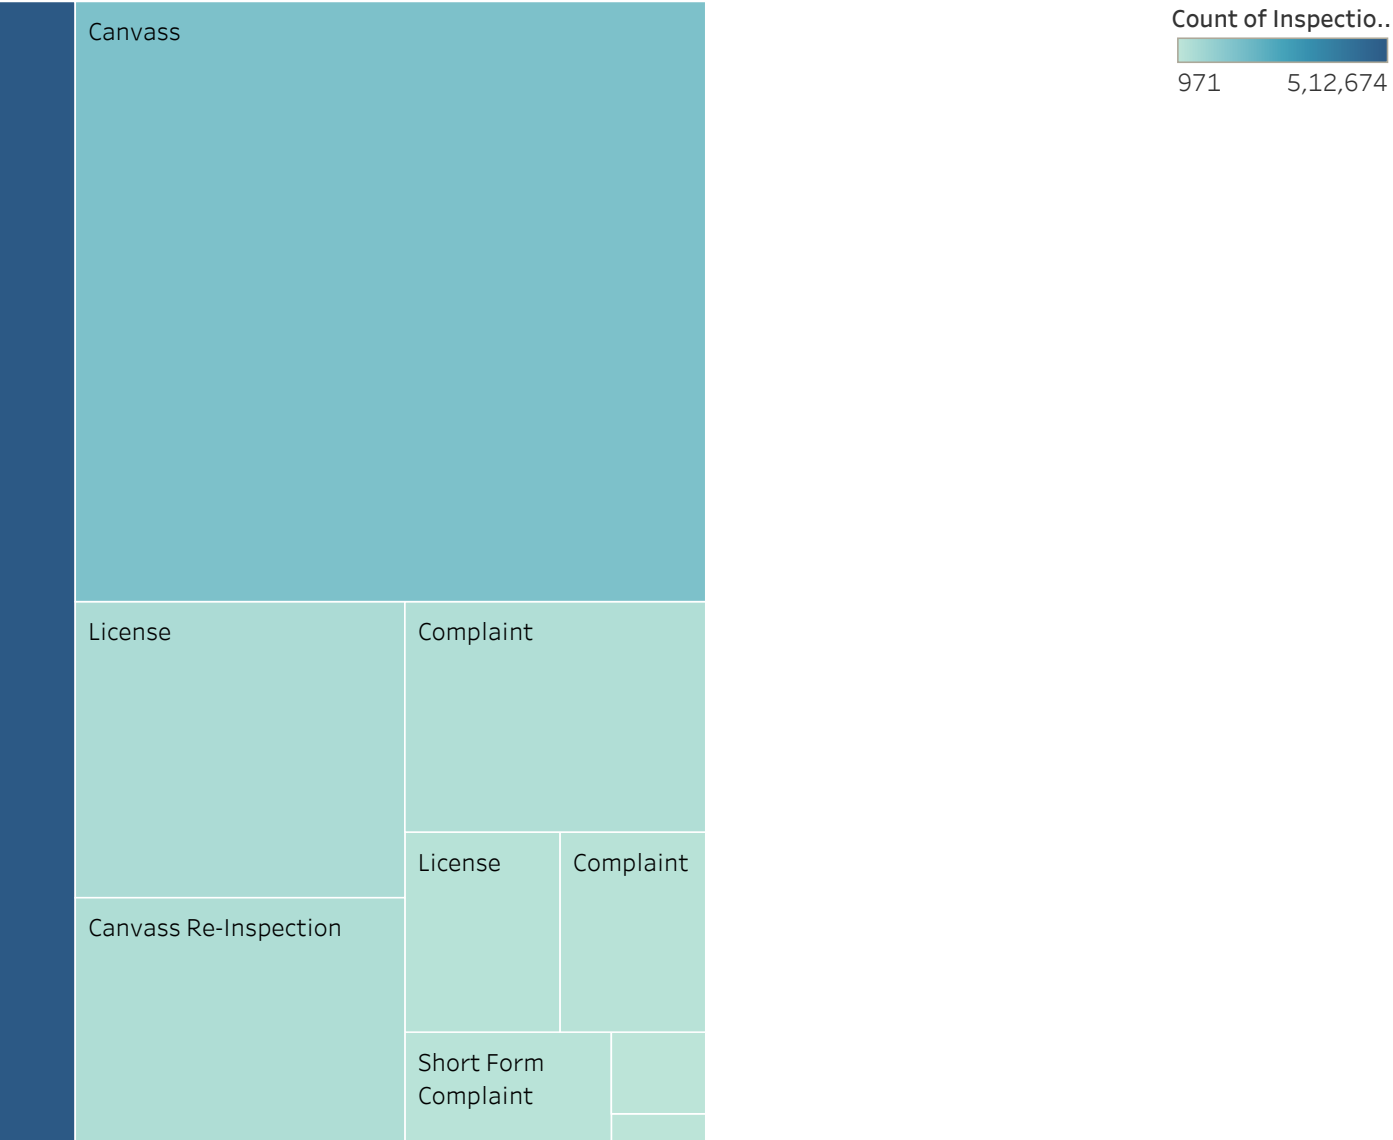 Canvass
Count of Inspectio..
971 5,12,674
License
Complaint
License
Complaint
Canvass Re-Inspection
Short Form
Complaint